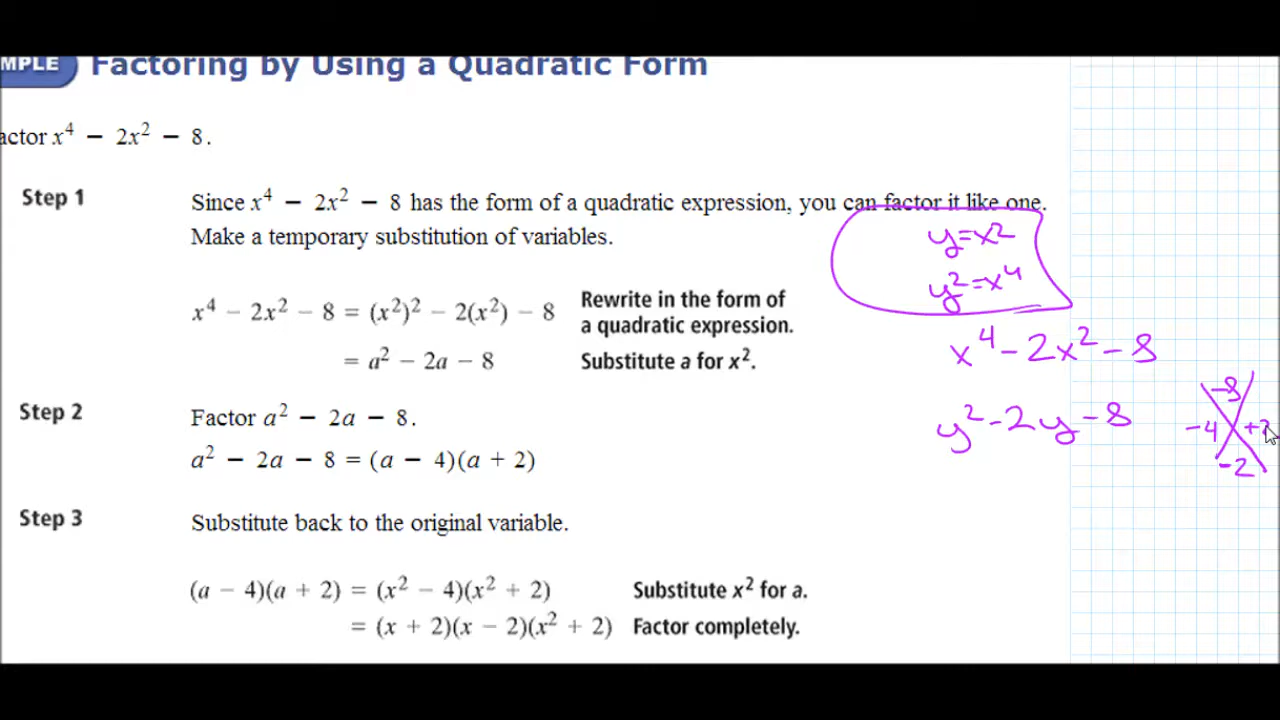 MPLE Factoring by Using a Quadratic Form
actor x⁴ − 2x² − 8.
Step 1 Since x⁴ − 2x² − 8 has the form of a quadratic expression, you can factor it like one.
Make a temporary substitution of variables.
y=x²
y²=x⁴
x⁴ − 2x² − 8 = (x²)² − 2(x²) − 8 Rewrite in the form of
a quadratic expression.
= a² − 2a − 8 Substitute a for x².
x⁴−2x²−8
y²-2y-8
-8
-4 +2
-2
Step 2 Factor a² − 2a − 8.
a² − 2a − 8 = (a − 4)(a + 2)
Step 3 Substitute back to the original variable.
(a − 4)(a + 2) = (x² − 4)(x² + 2) Substitute x² for a.
= (x + 2)(x − 2)(x² + 2) Factor completely.